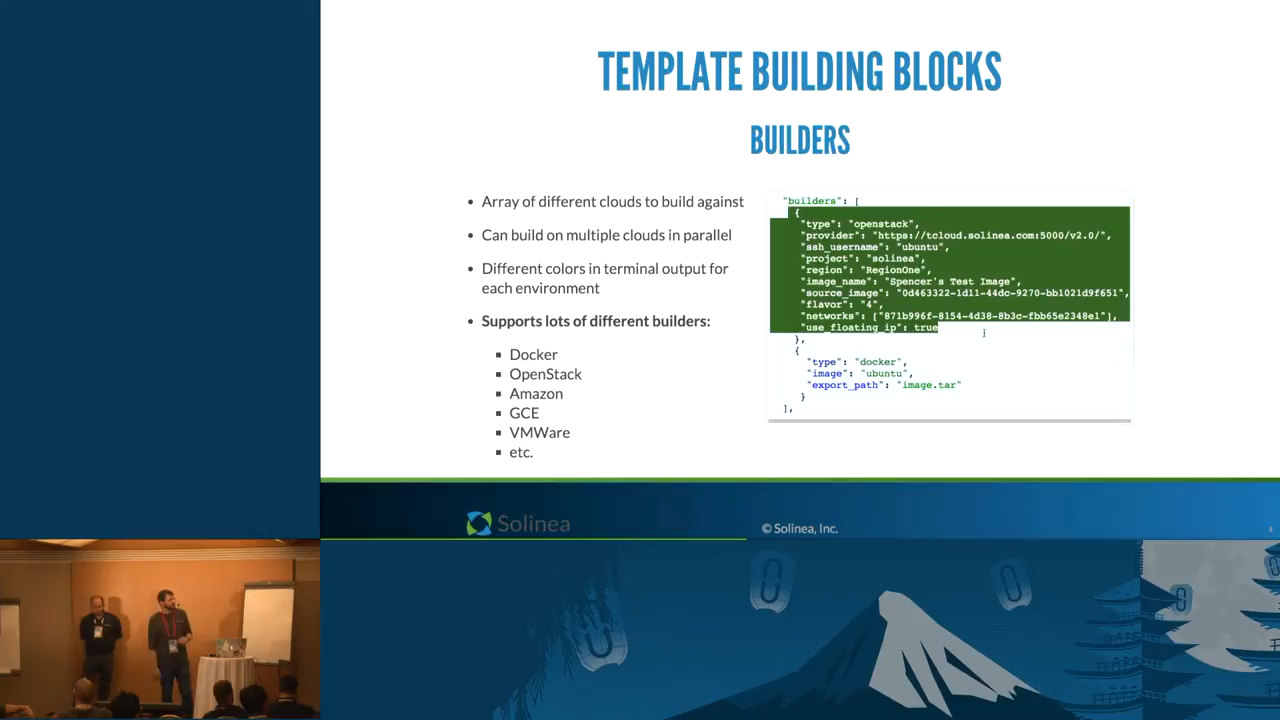 TEMPLATE BUILDING BLOCKS
BUILDERS
• Array of different clouds to build against
• Can build on multiple clouds in parallel
• Different colors in terminal output for
each environment
• Supports lots of different builders:
▪ Docker
▪ OpenStack
▪ Amazon
▪ GCE
▪ VMWare
▪ etc.
"builders": [
{
"type": "openstack",
"provider": "https://tcloud.solinea.com:5000/v2.0/",
"ssh_username": "ubuntu",
"project": "solinea",
"region": "RegionOne",
"image_name": "Spencer's Test Image",
"source_image": "0d463322-1d11-44dc-9270-bb1021d9f651",
"flavor": "4",
"networks": ["871b996f-8154-4d38-8b3c-fbb65e2348e1"],
"use_floating_ip": true
},
{
"type": "docker",
"image": "ubuntu",
"export_path": "image.tar"
}
],
Solinea
© Solinea, Inc.
8